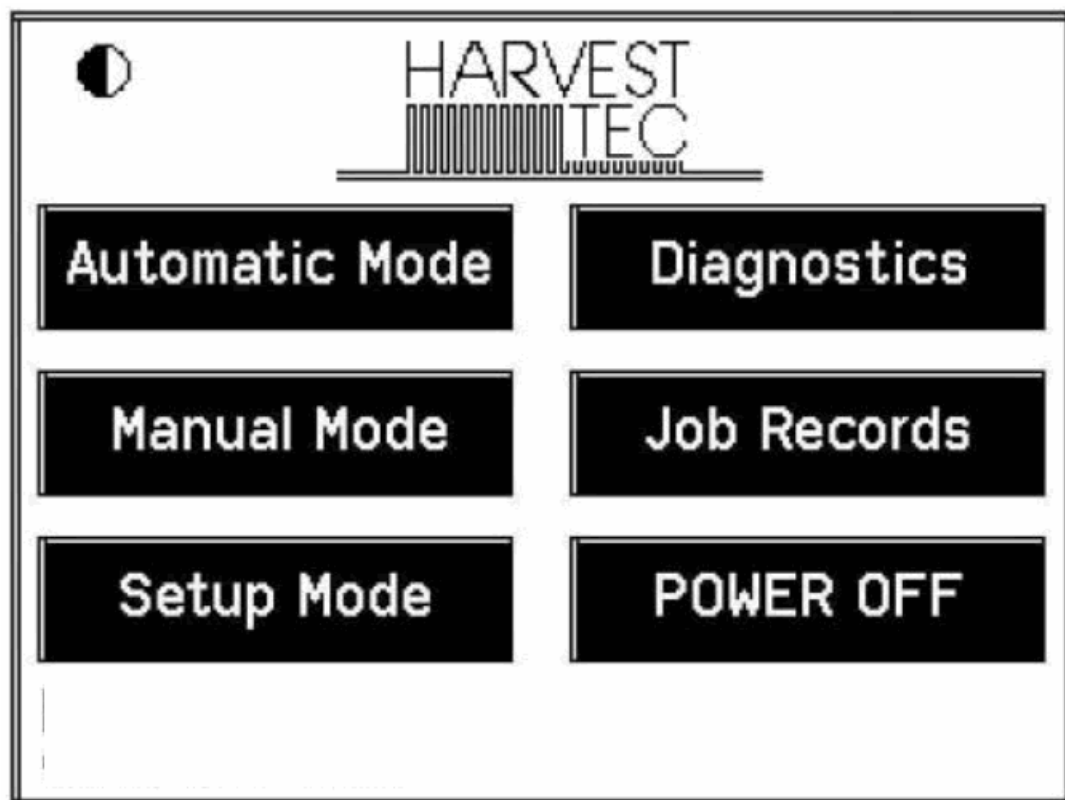 HARVEST
TEC
Automatic Mode
Diagnostics
Manual Mode
Job Records
Setup Mode
POWER OFF